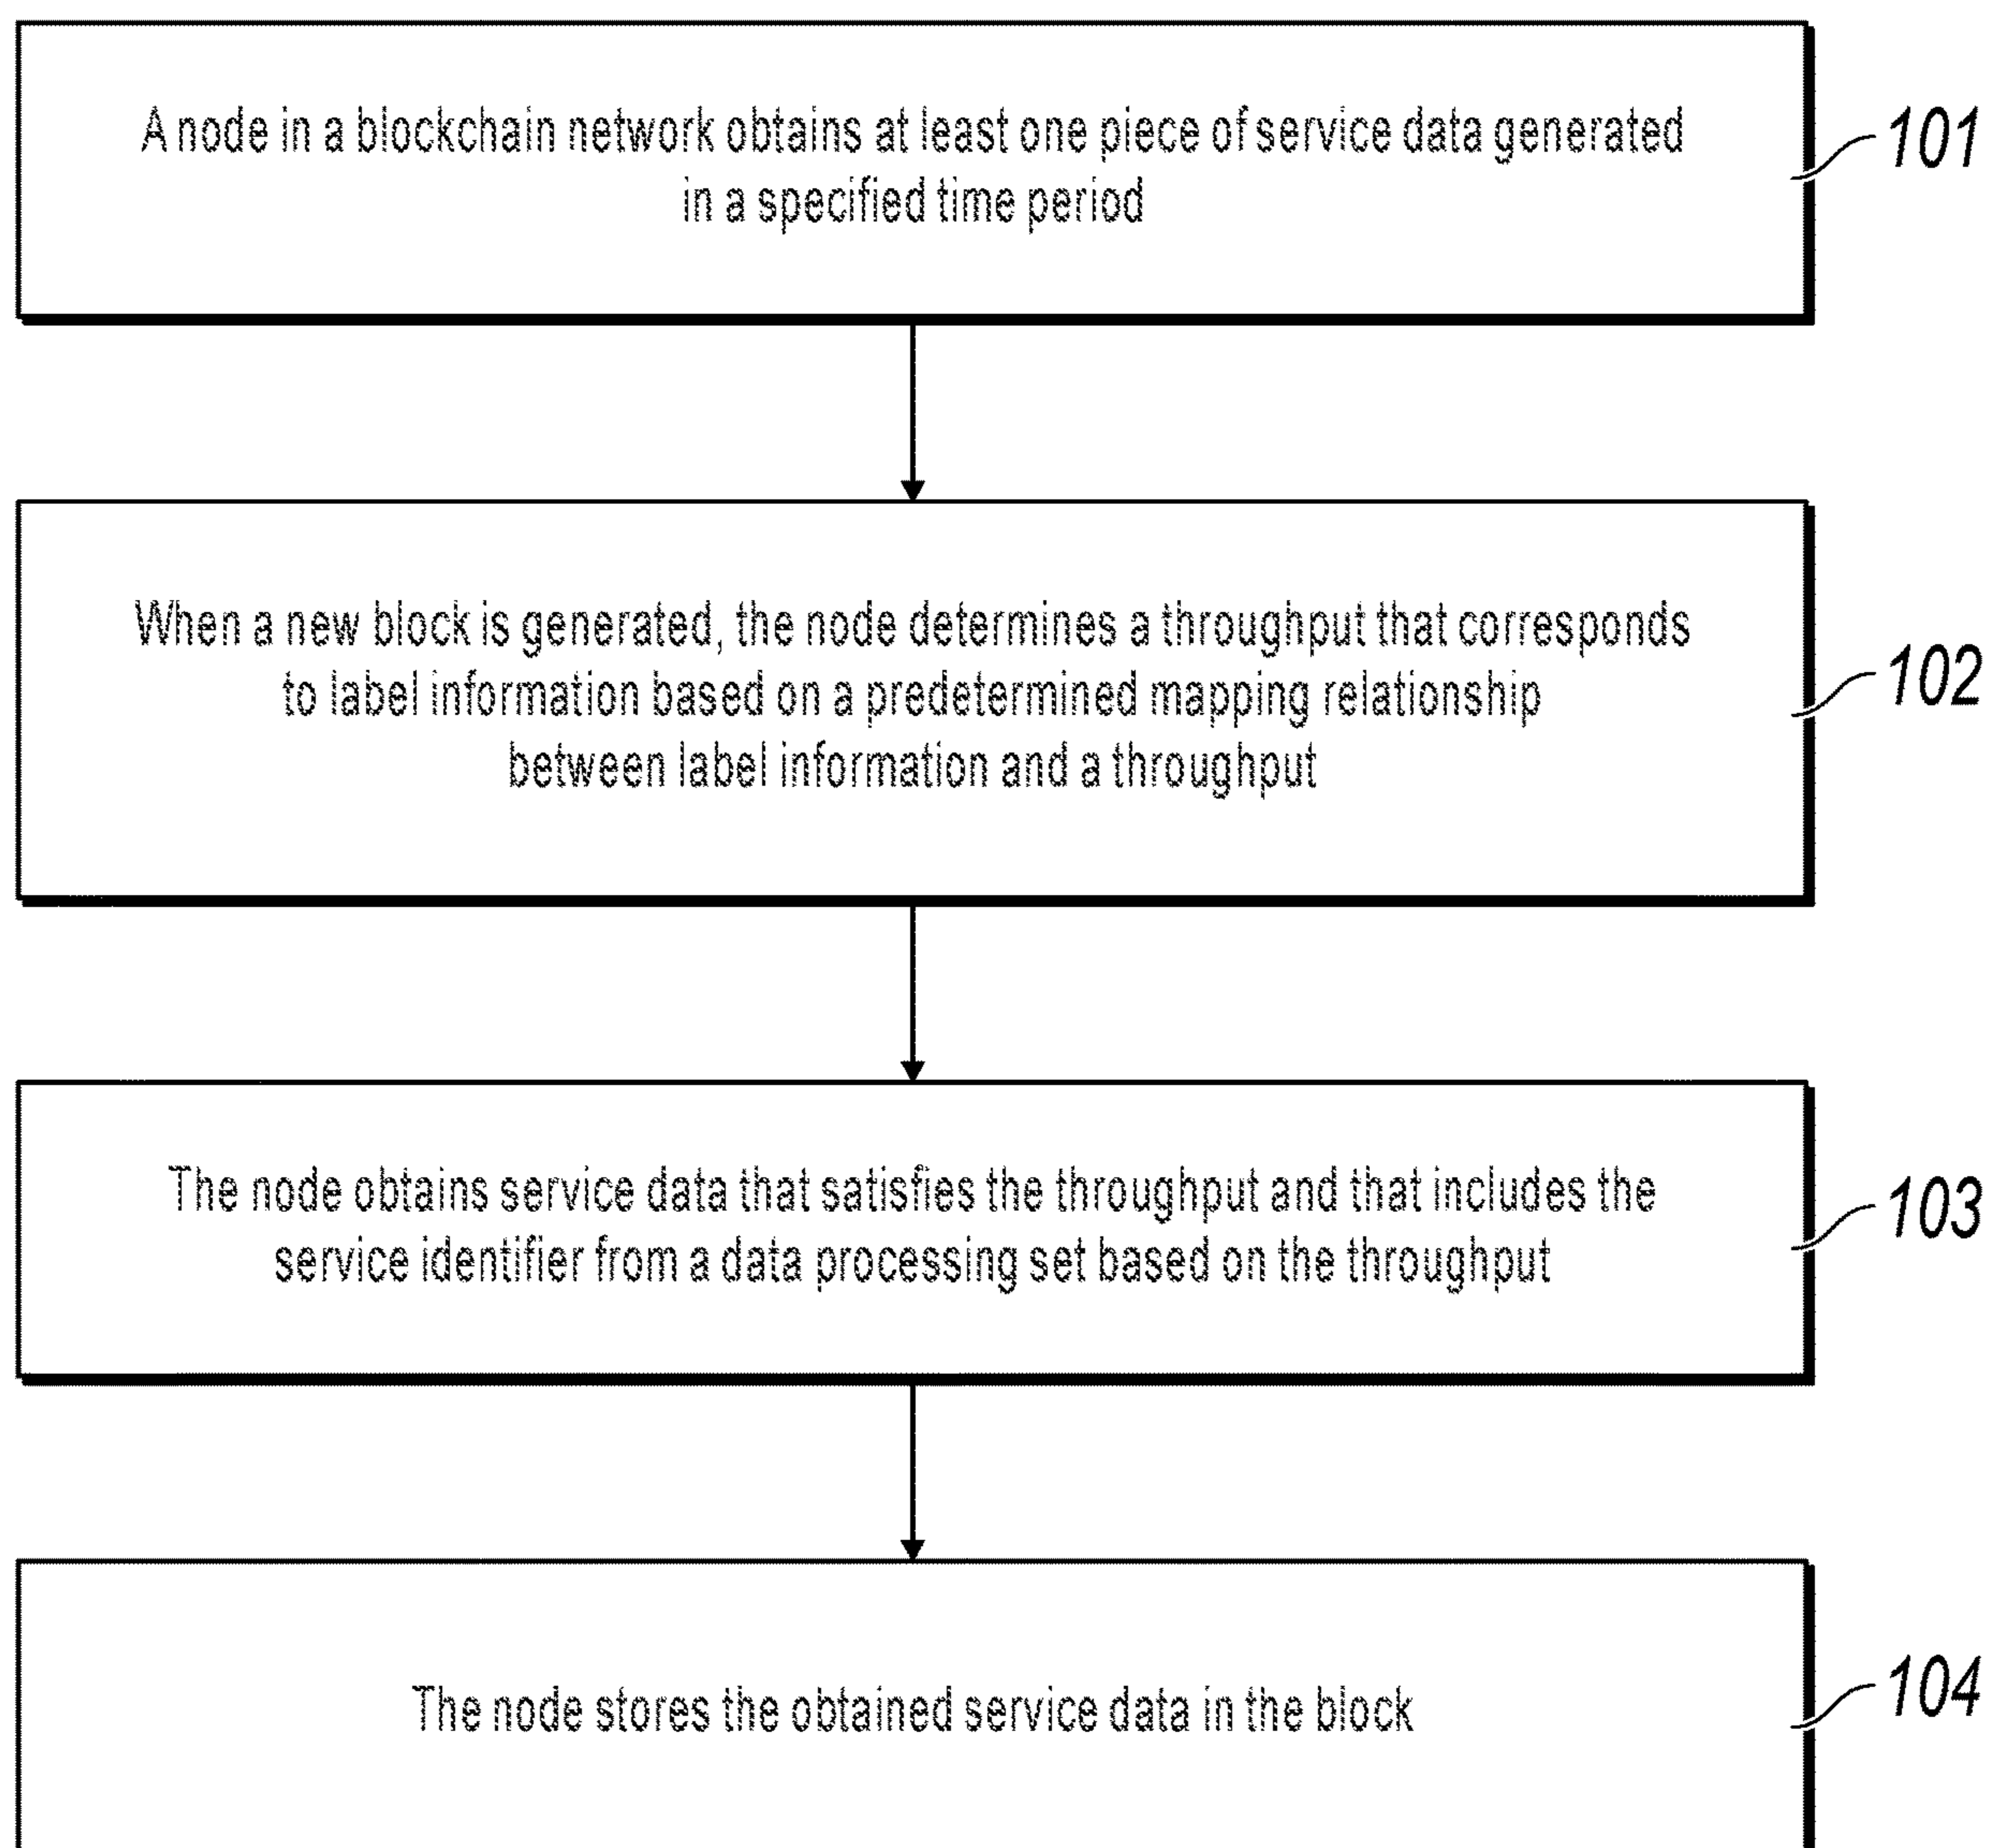 A node in a blockchain network obtains at least one piece of service data generated
in a specified time period
101
When a new block is generated, the node determines a throughput that corresponds
to label information based on a predetermined mapping relationship
between label information and a throughput
102
The node obtains service data that satisfies the throughput and that includes the
service identifier from a data processing set based on the throughput
103
The node stores the obtained service data in the block
104